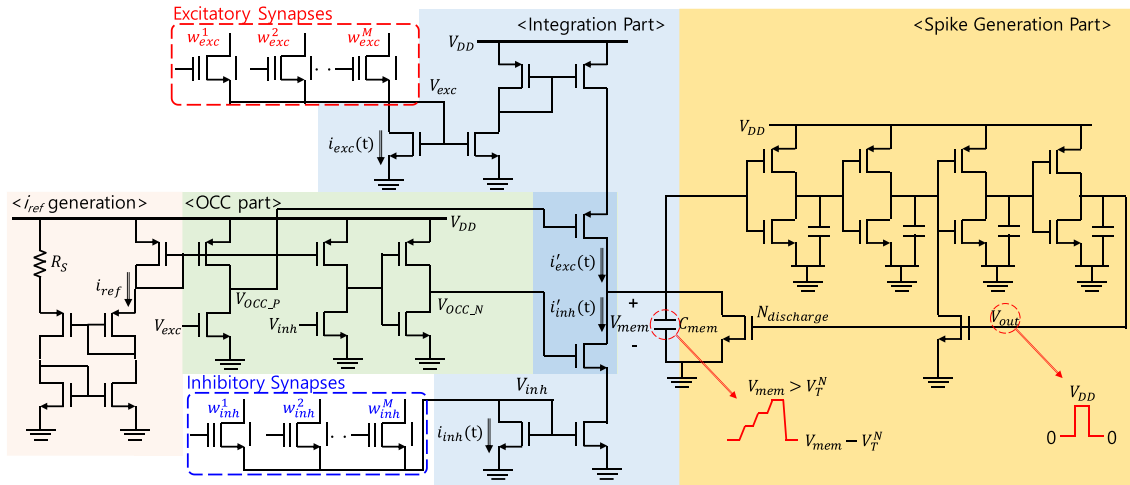 Excitatory Synapses
<Integration Part>
<Spike Generation Part>
w_exc^1 w_exc^2 w_exc^M
· ·
V_DD
V_exc
i_exc(t)
V_DD
<i_ref generation>
<OCC part>
V_DD
R_S
i_ref
V_OCC_P
V_exc
V_inh
V_OCC_N
i'_exc(t)
i'_inh(t)
+
V_mem
-
C_mem
N_discharge
V_out
Inhibitory Synapses
w_inh^1 w_inh^2 w_inh^M
· ·
V_inh
i_inh(t)
V_mem > V_T^N
V_mem − V_T^N
V_DD
0 0